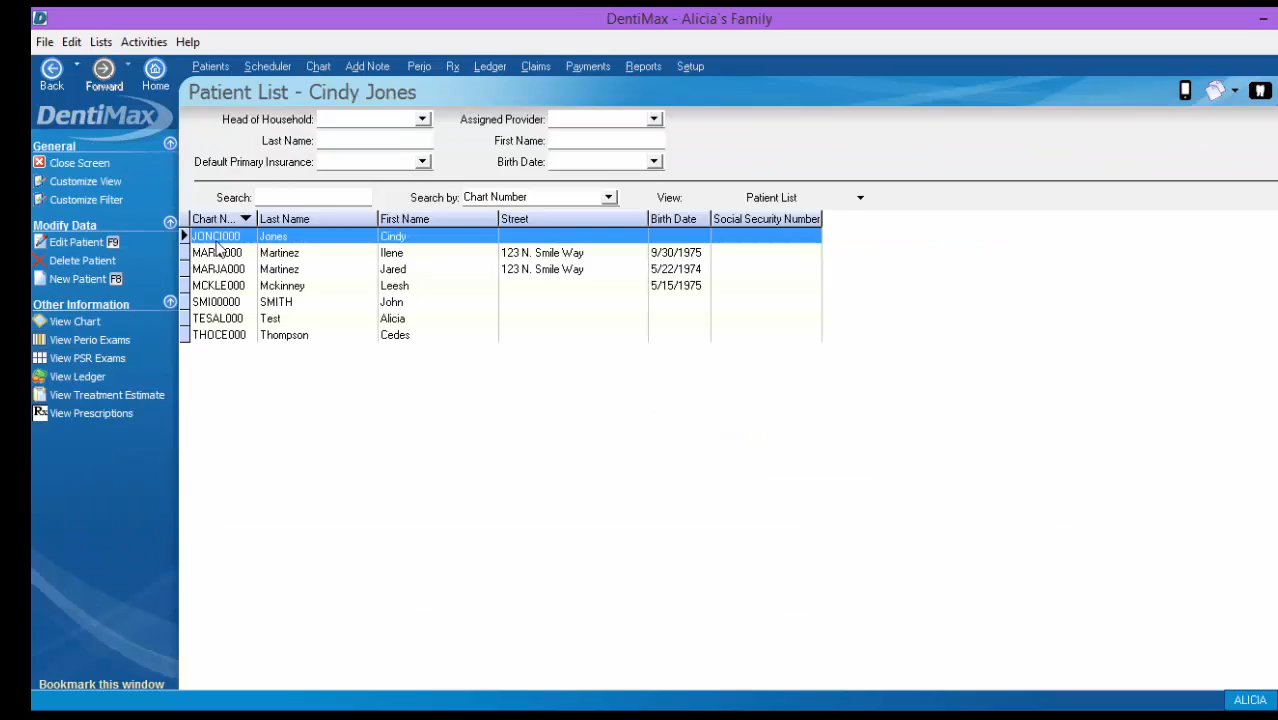 DentiMax - Alicia's Family
File Edit Lists Activities Help
Back Forward Home
Patients Scheduler Chart Add Note Perio Rx Ledger Claims Payments Reports Setup
Patient List - Cindy Jones
DentiMax
General
Close Screen
Customize View
Customize Filter
Modify Data
Edit Patient F9
Delete Patient
New Patient F8
Other Information
View Chart
View Perio Exams
View PSR Exams
View Ledger
View Treatment Estimate
Rx View Prescriptions
Bookmark this window
Head of Household: Assigned Provider:
Last Name: First Name:
Default Primary Insurance: Birth Date:
Search: Search by: Chart Number View: Patient List
Chart N... Last Name First Name Street Birth Date Social Security Number
JONCI000 Jones Cindy
Martinez Ilene 123 N. Smile Way 9/30/1975
MARJA000 Martinez Jared 123 N. Smile Way 5/22/1974
MCKLE000 Mckinney Leesh 5/15/1975
SMI00000 SMITH John
TESAL000 Test Alicia
THOCE000 Thompson Cedes
ALICIA